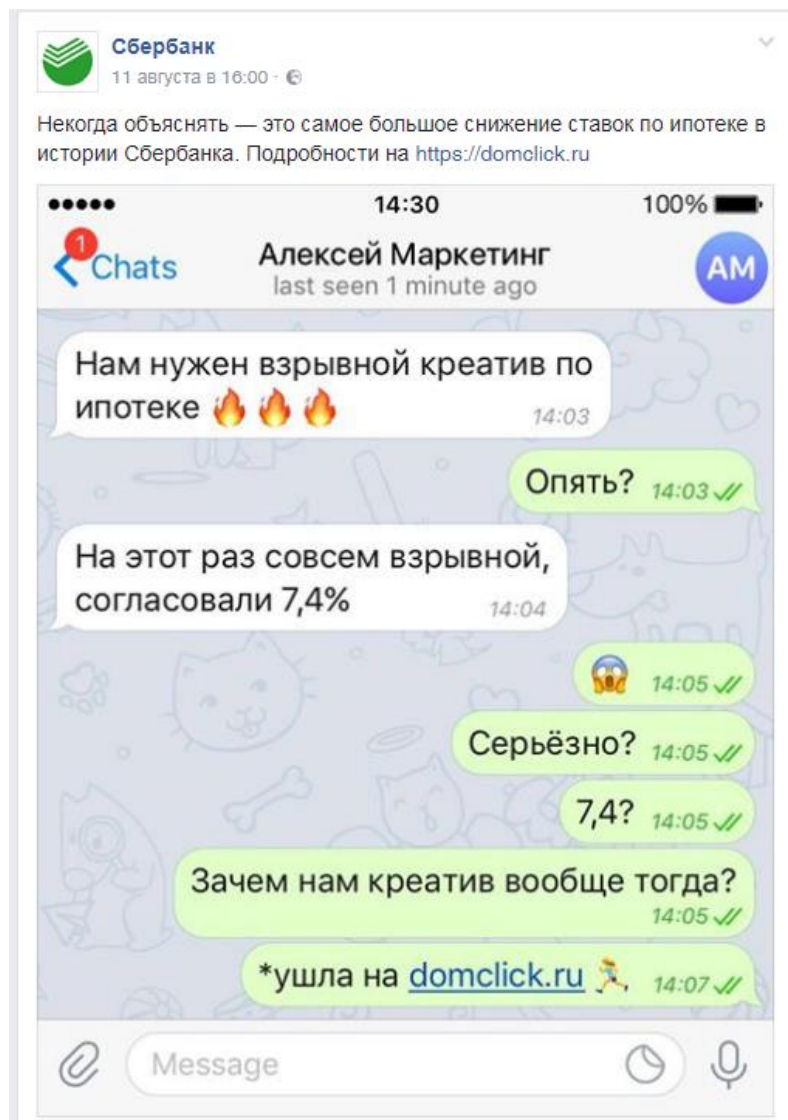 Сбербанк
11 августа в 16:00 ·
Некогда объяснять — это самое большое снижение ставок по ипотеке в
истории Сбербанка. Подробности на https://domclick.ru
14:30
100%
1
Chats
Алексей Маркетинг
last seen 1 minute ago
АМ
Нам нужен взрывной креатив по
ипотеке 🔥🔥🔥
14:03
Опять? 14:03
На этот раз совсем взрывной,
согласовали 7,4%
14:04
😱 14:05
Серьёзно? 14:05
7,4? 14:05
Зачем нам креатив вообще тогда?
14:05
*ушла на domclick.ru 🏃 14:07
Message